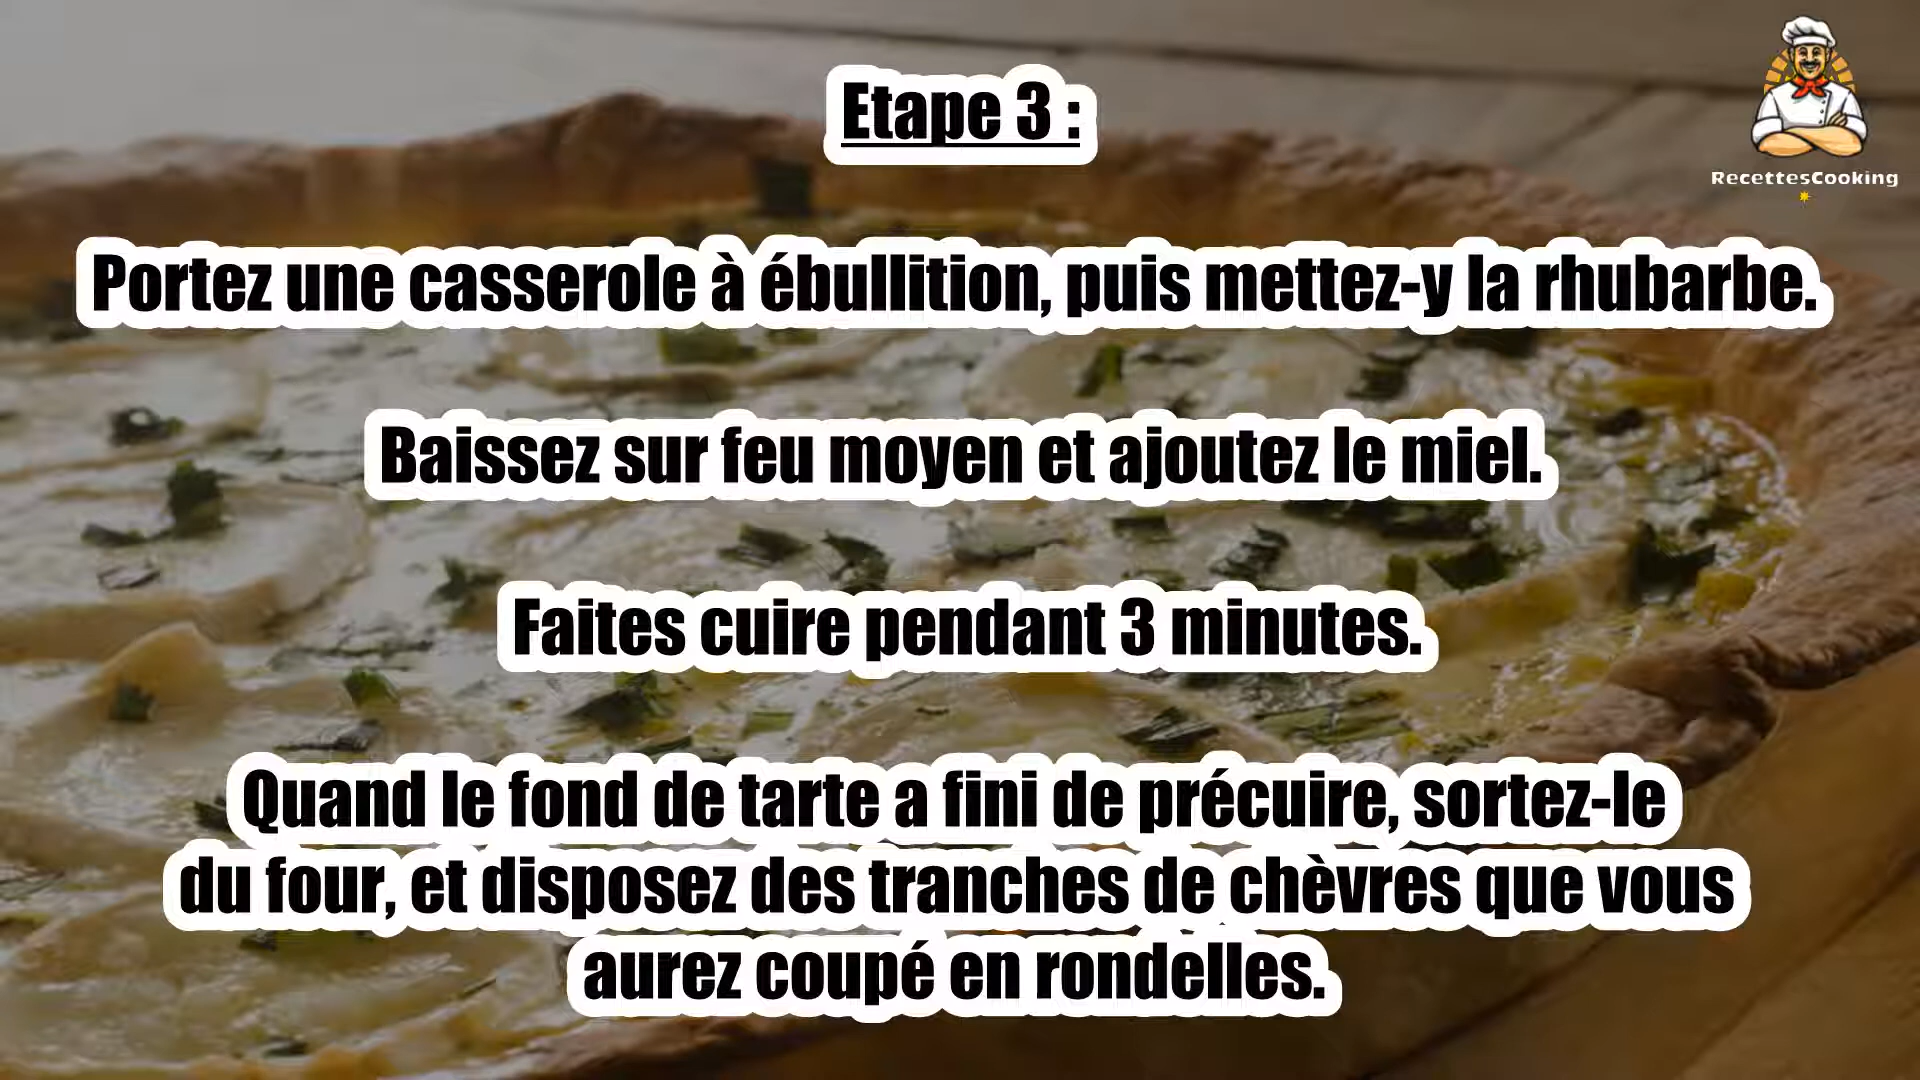 Etape 3 :
RecettesCooking
Portez une casserole à ébullition, puis mettez-y la rhubarbe.
Baissez sur feu moyen et ajoutez le miel.
Faites cuire pendant 3 minutes.
Quand le fond de tarte a fini de précuire, sortez-le
du four, et disposez des tranches de chèvres que vous
aurez coupé en rondelles.